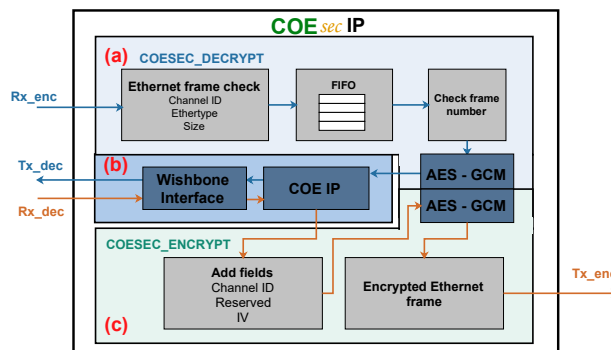 COEsec IP
(a)
COESEC_DECRYPT
Ethernet frame check
Channel ID
Ethertype
Size
FIFO
Check frame
number
Rx_enc
Tx_dec
Rx_dec
(b)
Wishbone
Interface
COE IP
AES - GCM
AES - GCM
COESEC_ENCRYPT
Add fields
Channel ID
Reserved
IV
Encrypted Ethernet
frame
Tx_enc
(c)